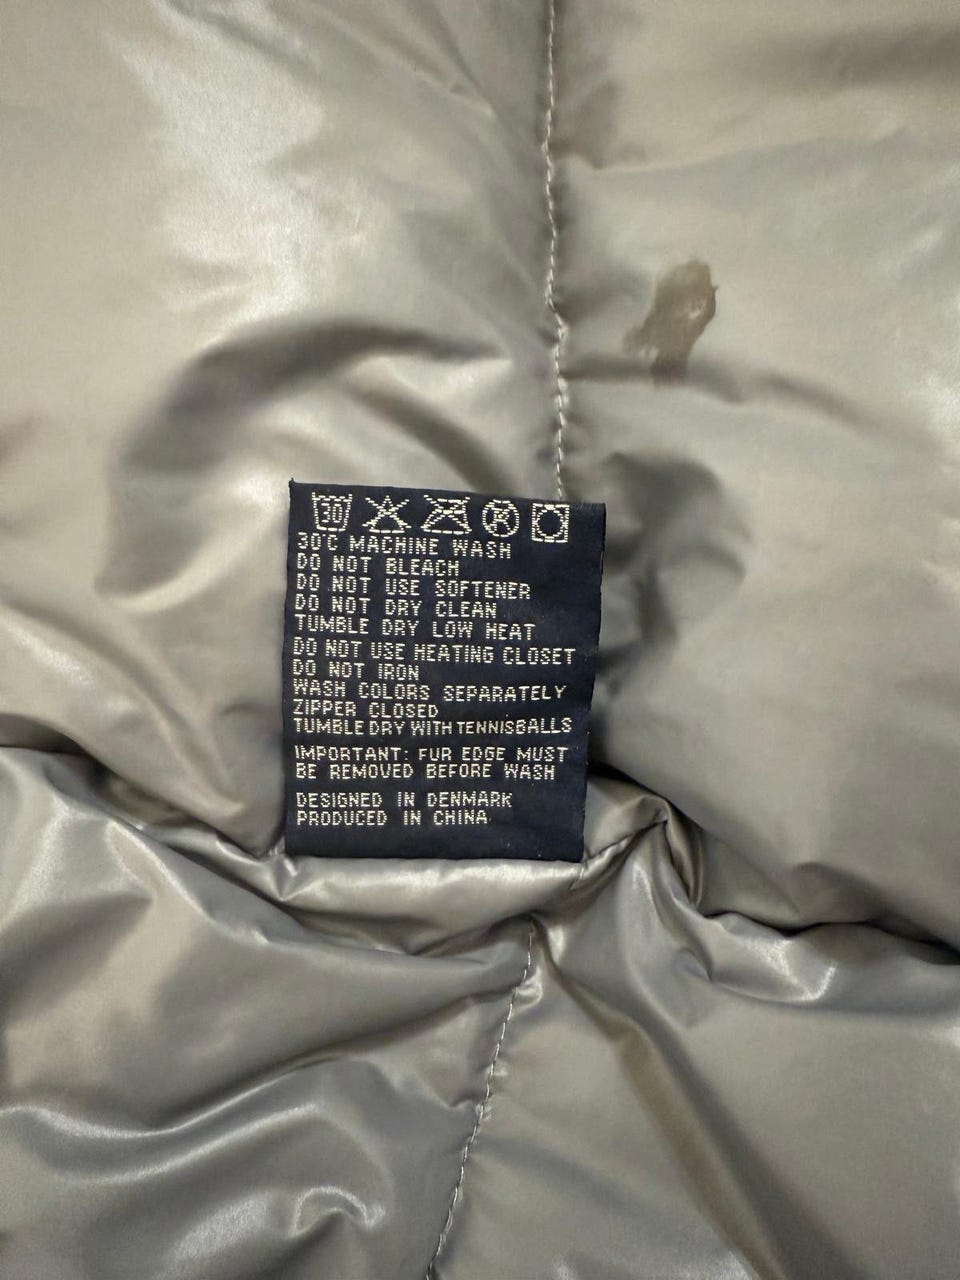 30
30°C MACHINE WASH
DO NOT BLEACH
DO NOT USE SOFTENER
DO NOT DRY CLEAN
TUMBLE DRY LOW HEAT
DO NOT USE HEATING CLOSET
DO NOT IRON
WASH COLORS SEPARATELY
ZIPPER CLOSED
TUMBLE DRY WITH TENNISBALLS
IMPORTANT: FUR EDGE MUST
BE REMOVED BEFORE WASH
DESIGNED IN DENMARK
PRODUCED IN CHINA